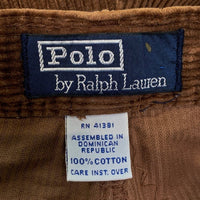 Polo
by Ralph Lauren
RN 41381
ASSEMBLED IN
DOMINICAN
REPUBLIC
100% COTTON
CARE INST. OVER